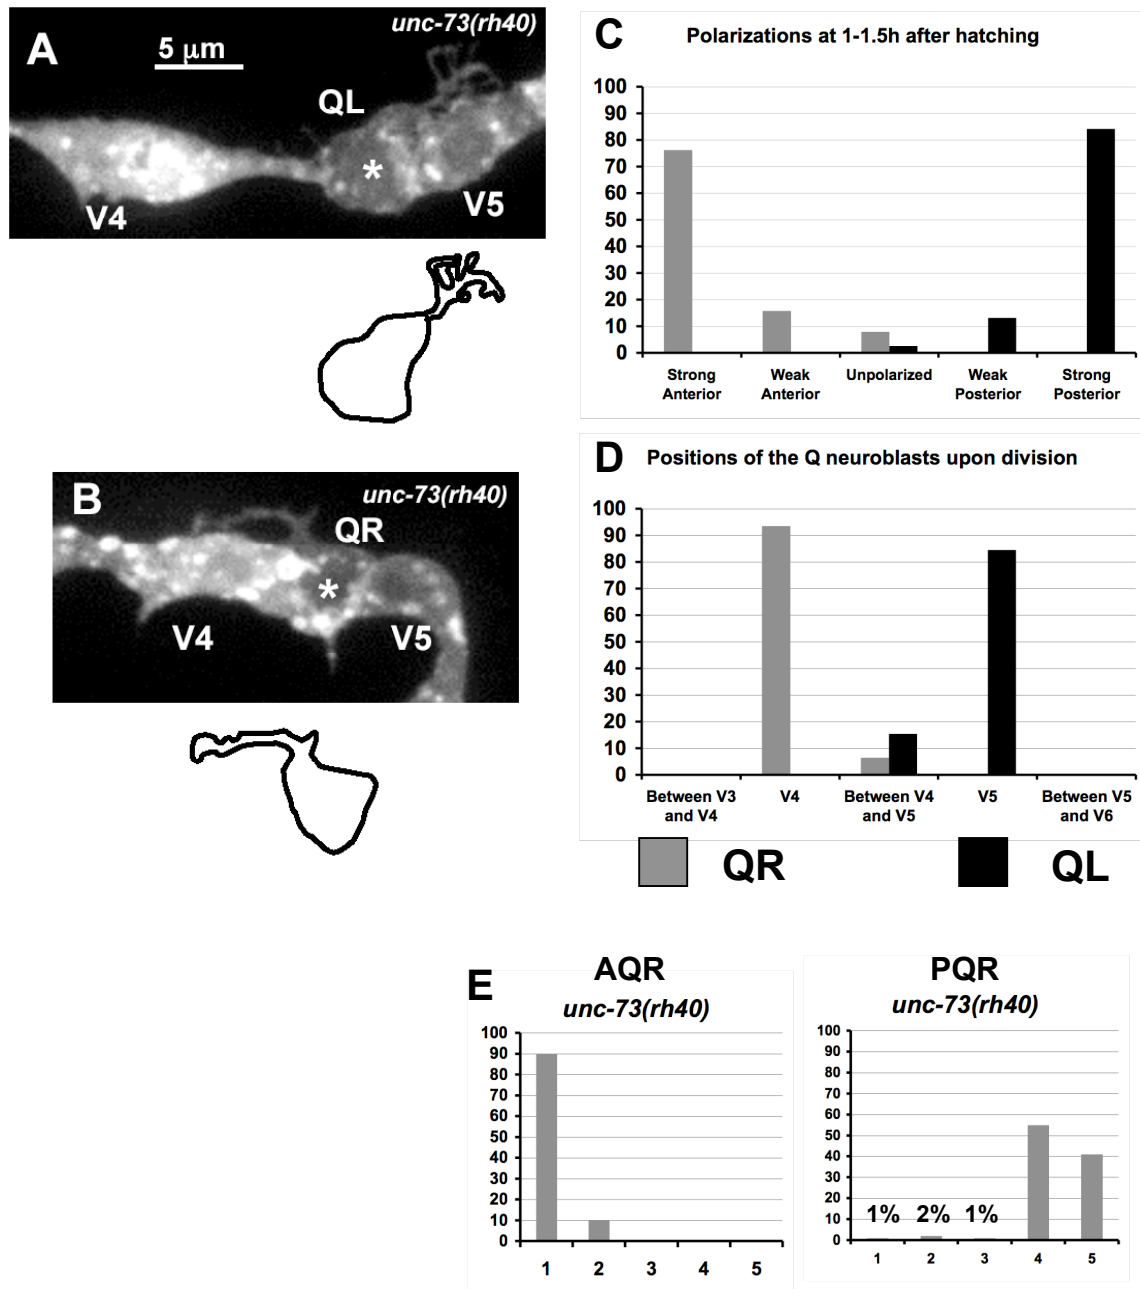 A
unc-73(rh40)
5 μm
QL
*
V4
V5
B
unc-73(rh40)
QR
*
V4
V5
C
Polarizations at 1-1.5h after hatching
100
90
80
70
60
50
40
30
20
10
0
Strong Anterior
Weak Anterior
Unpolarized
Weak Posterior
Strong Posterior
D
Positions of the Q neuroblasts upon division
100
90
80
70
60
50
40
30
20
10
0
Between V3 and V4
V4
Between V4 and V5
V5
Between V5 and V6
QR
QL
E
AQR
unc-73(rh40)
100
90
80
70
60
50
40
30
20
10
0
1 2 3 4 5
PQR
unc-73(rh40)
100
90
80
70
60
50
40
30
20
10
0
1% 2% 1%
1 2 3 4 5